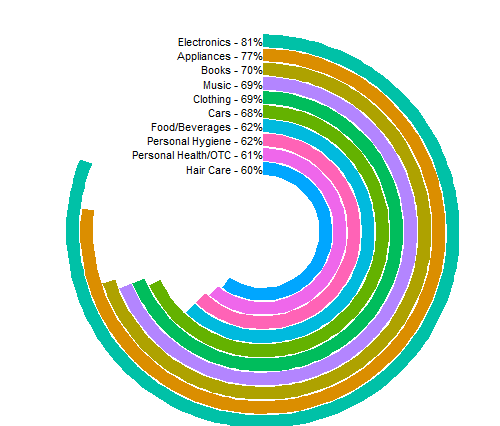 Electronics - 81%
Appliances - 77%
Books - 70%
Music - 69%
Clothing - 69%
Cars - 68%
Food/Beverages - 62%
Personal Hygiene - 62%
Personal Health/OTC - 61%
Hair Care - 60%